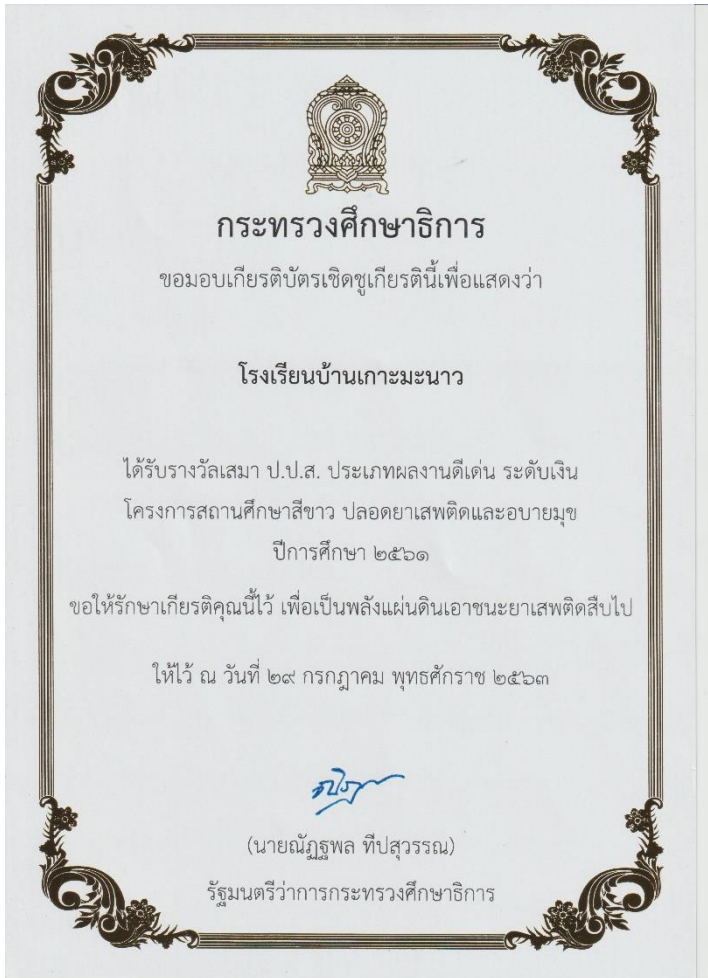 กระทรวงศึกษาธิการ
ขอมอบเกียรติบัตรเชิดชูเกียรตินี้เพื่อแสดงว่า
โรงเรียนบ้านเกาะมะนาว
ได้รับรางวัลเสมา ป.ป.ส. ประเภทผลงานดีเด่น ระดับเงิน
โครงการสถานศึกษาสีขาว ปลอดยาเสพติดและอบายมุข
ปีการศึกษา ๒๕๖๑
ขอให้รักษาเกียรติคุณนี้ไว้ เพื่อเป็นพลังแผ่นดินเอาชนะยาเสพติดสืบไป
ให้ไว้ ณ วันที่ ๒๙ กรกฎาคม พุทธศักราช ๒๕๖๓
(นายณัฏฐพล ทีปสุวรรณ)
รัฐมนตรีว่าการกระทรวงศึกษาธิการ